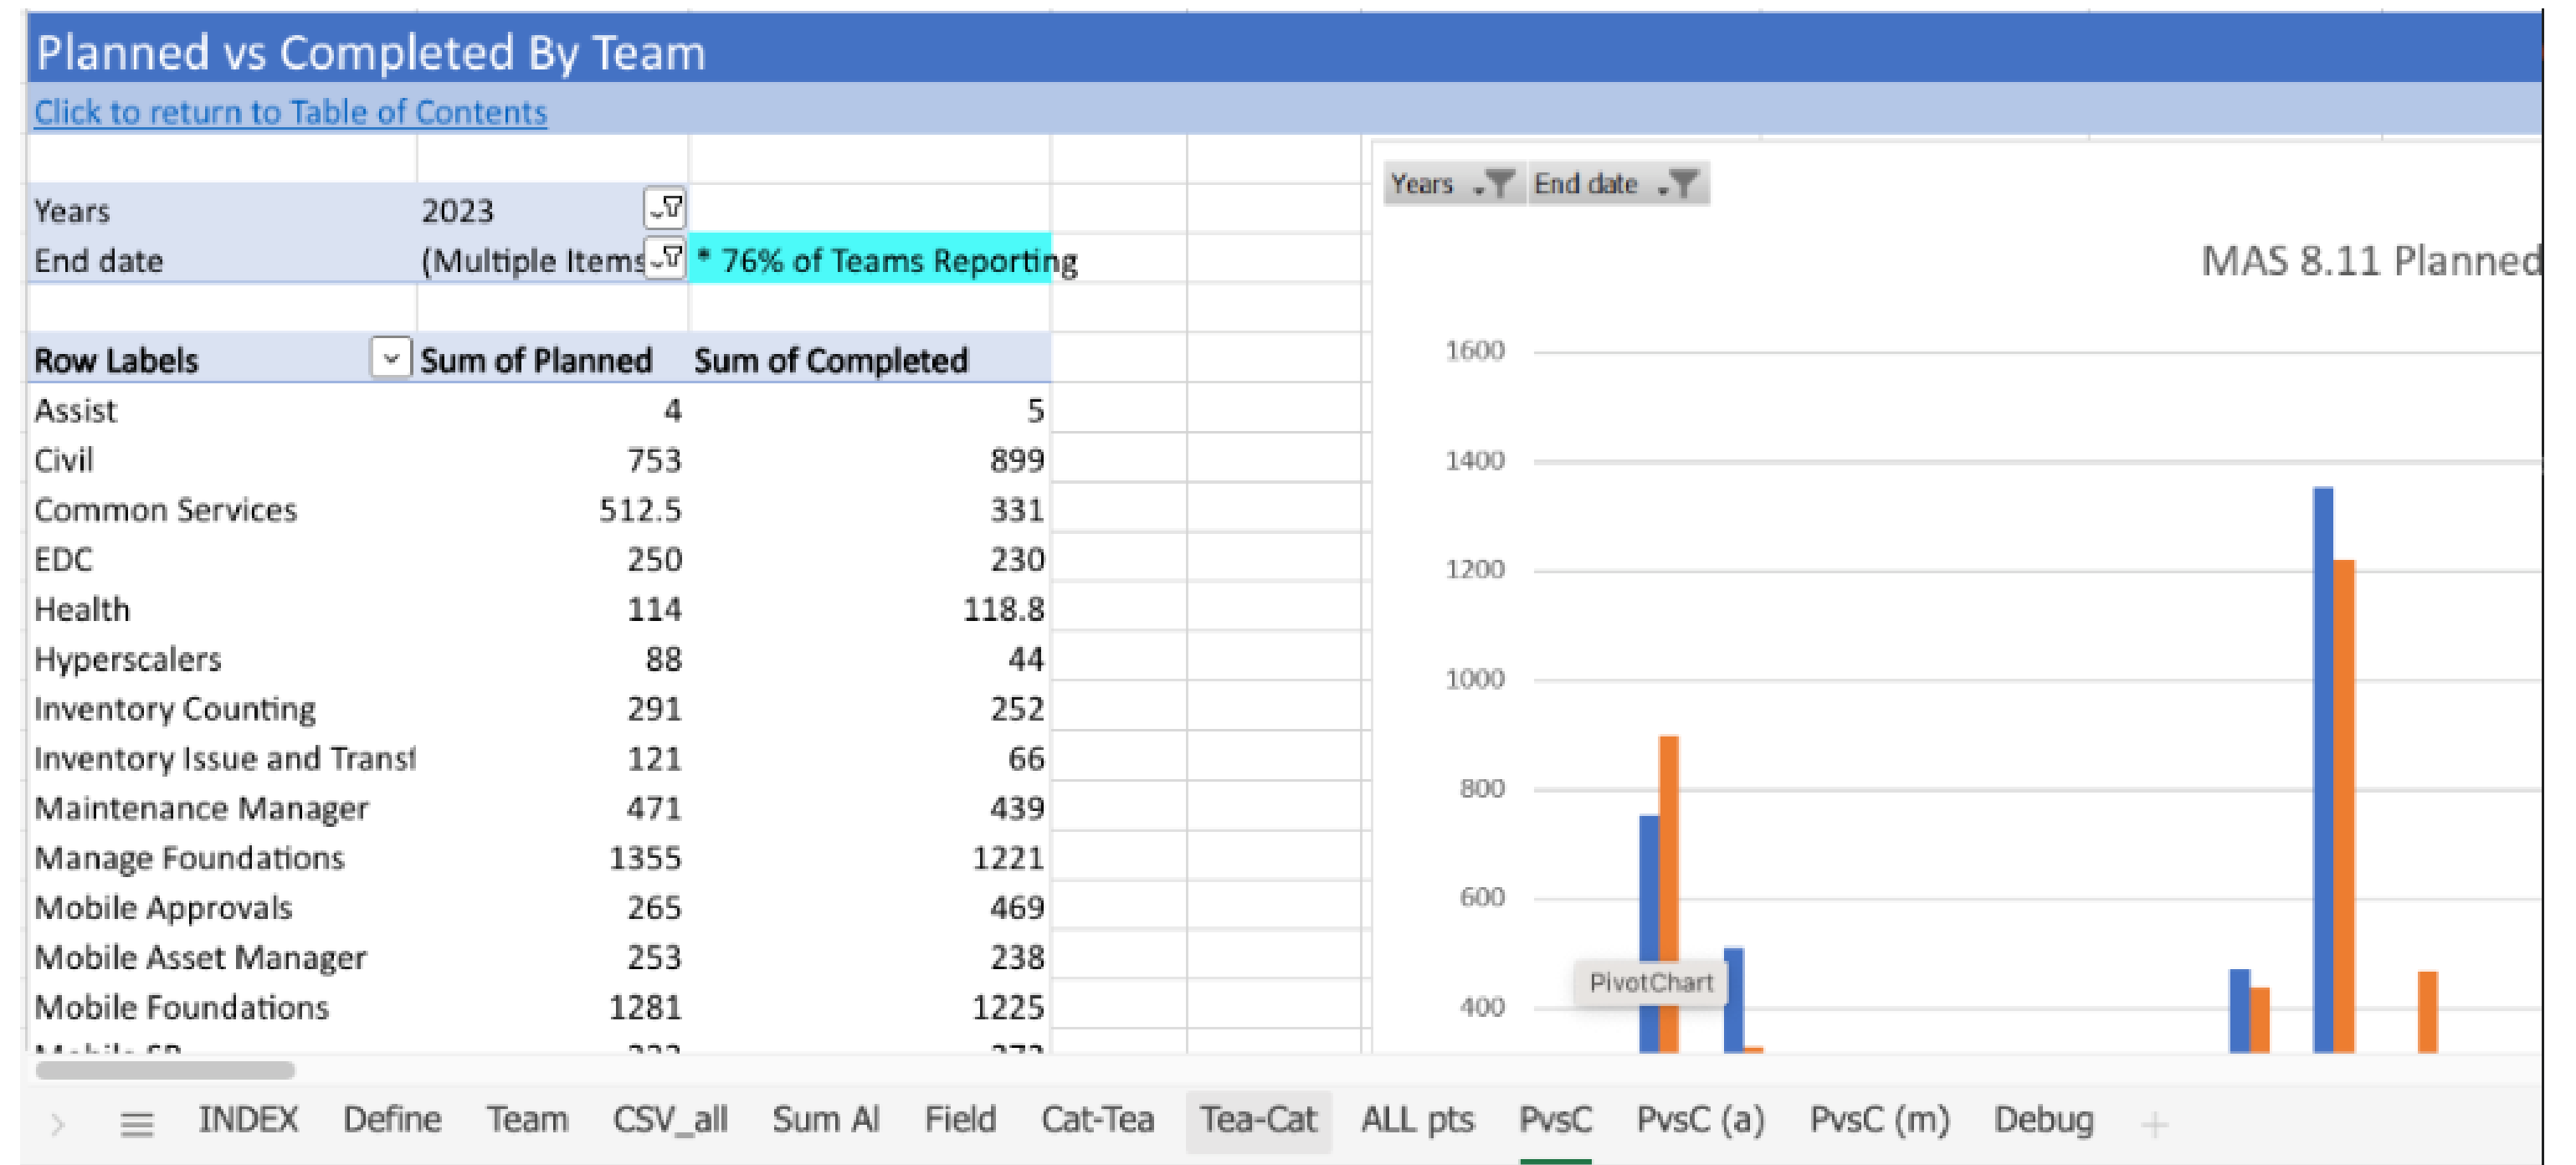 Planned vs Completed By Team
Click to return to Table of Contents
Years 2023
End date (Multiple Items * 76% of Teams Reporting
Row Labels Sum of Planned Sum of Completed
Assist 4 5
Civil 753 899
Common Services 512.5 331
EDC 250 230
Health 114 118.8
Hyperscalers 88 44
Inventory Counting 291 252
Inventory Issue and Transf 121 66
Maintenance Manager 471 439
Manage Foundations 1355 1221
Mobile Approvals 265 469
Mobile Asset Manager 253 238
Mobile Foundations 1281 1225
Years End date
MAS 8.11 Planned
1600
1400
1200
1000
800
600
400
PivotChart
INDEX Define Team CSV_all Sum Al Field Cat-Tea Tea-Cat ALL pts PvsC PvsC (a) PvsC (m) Debug